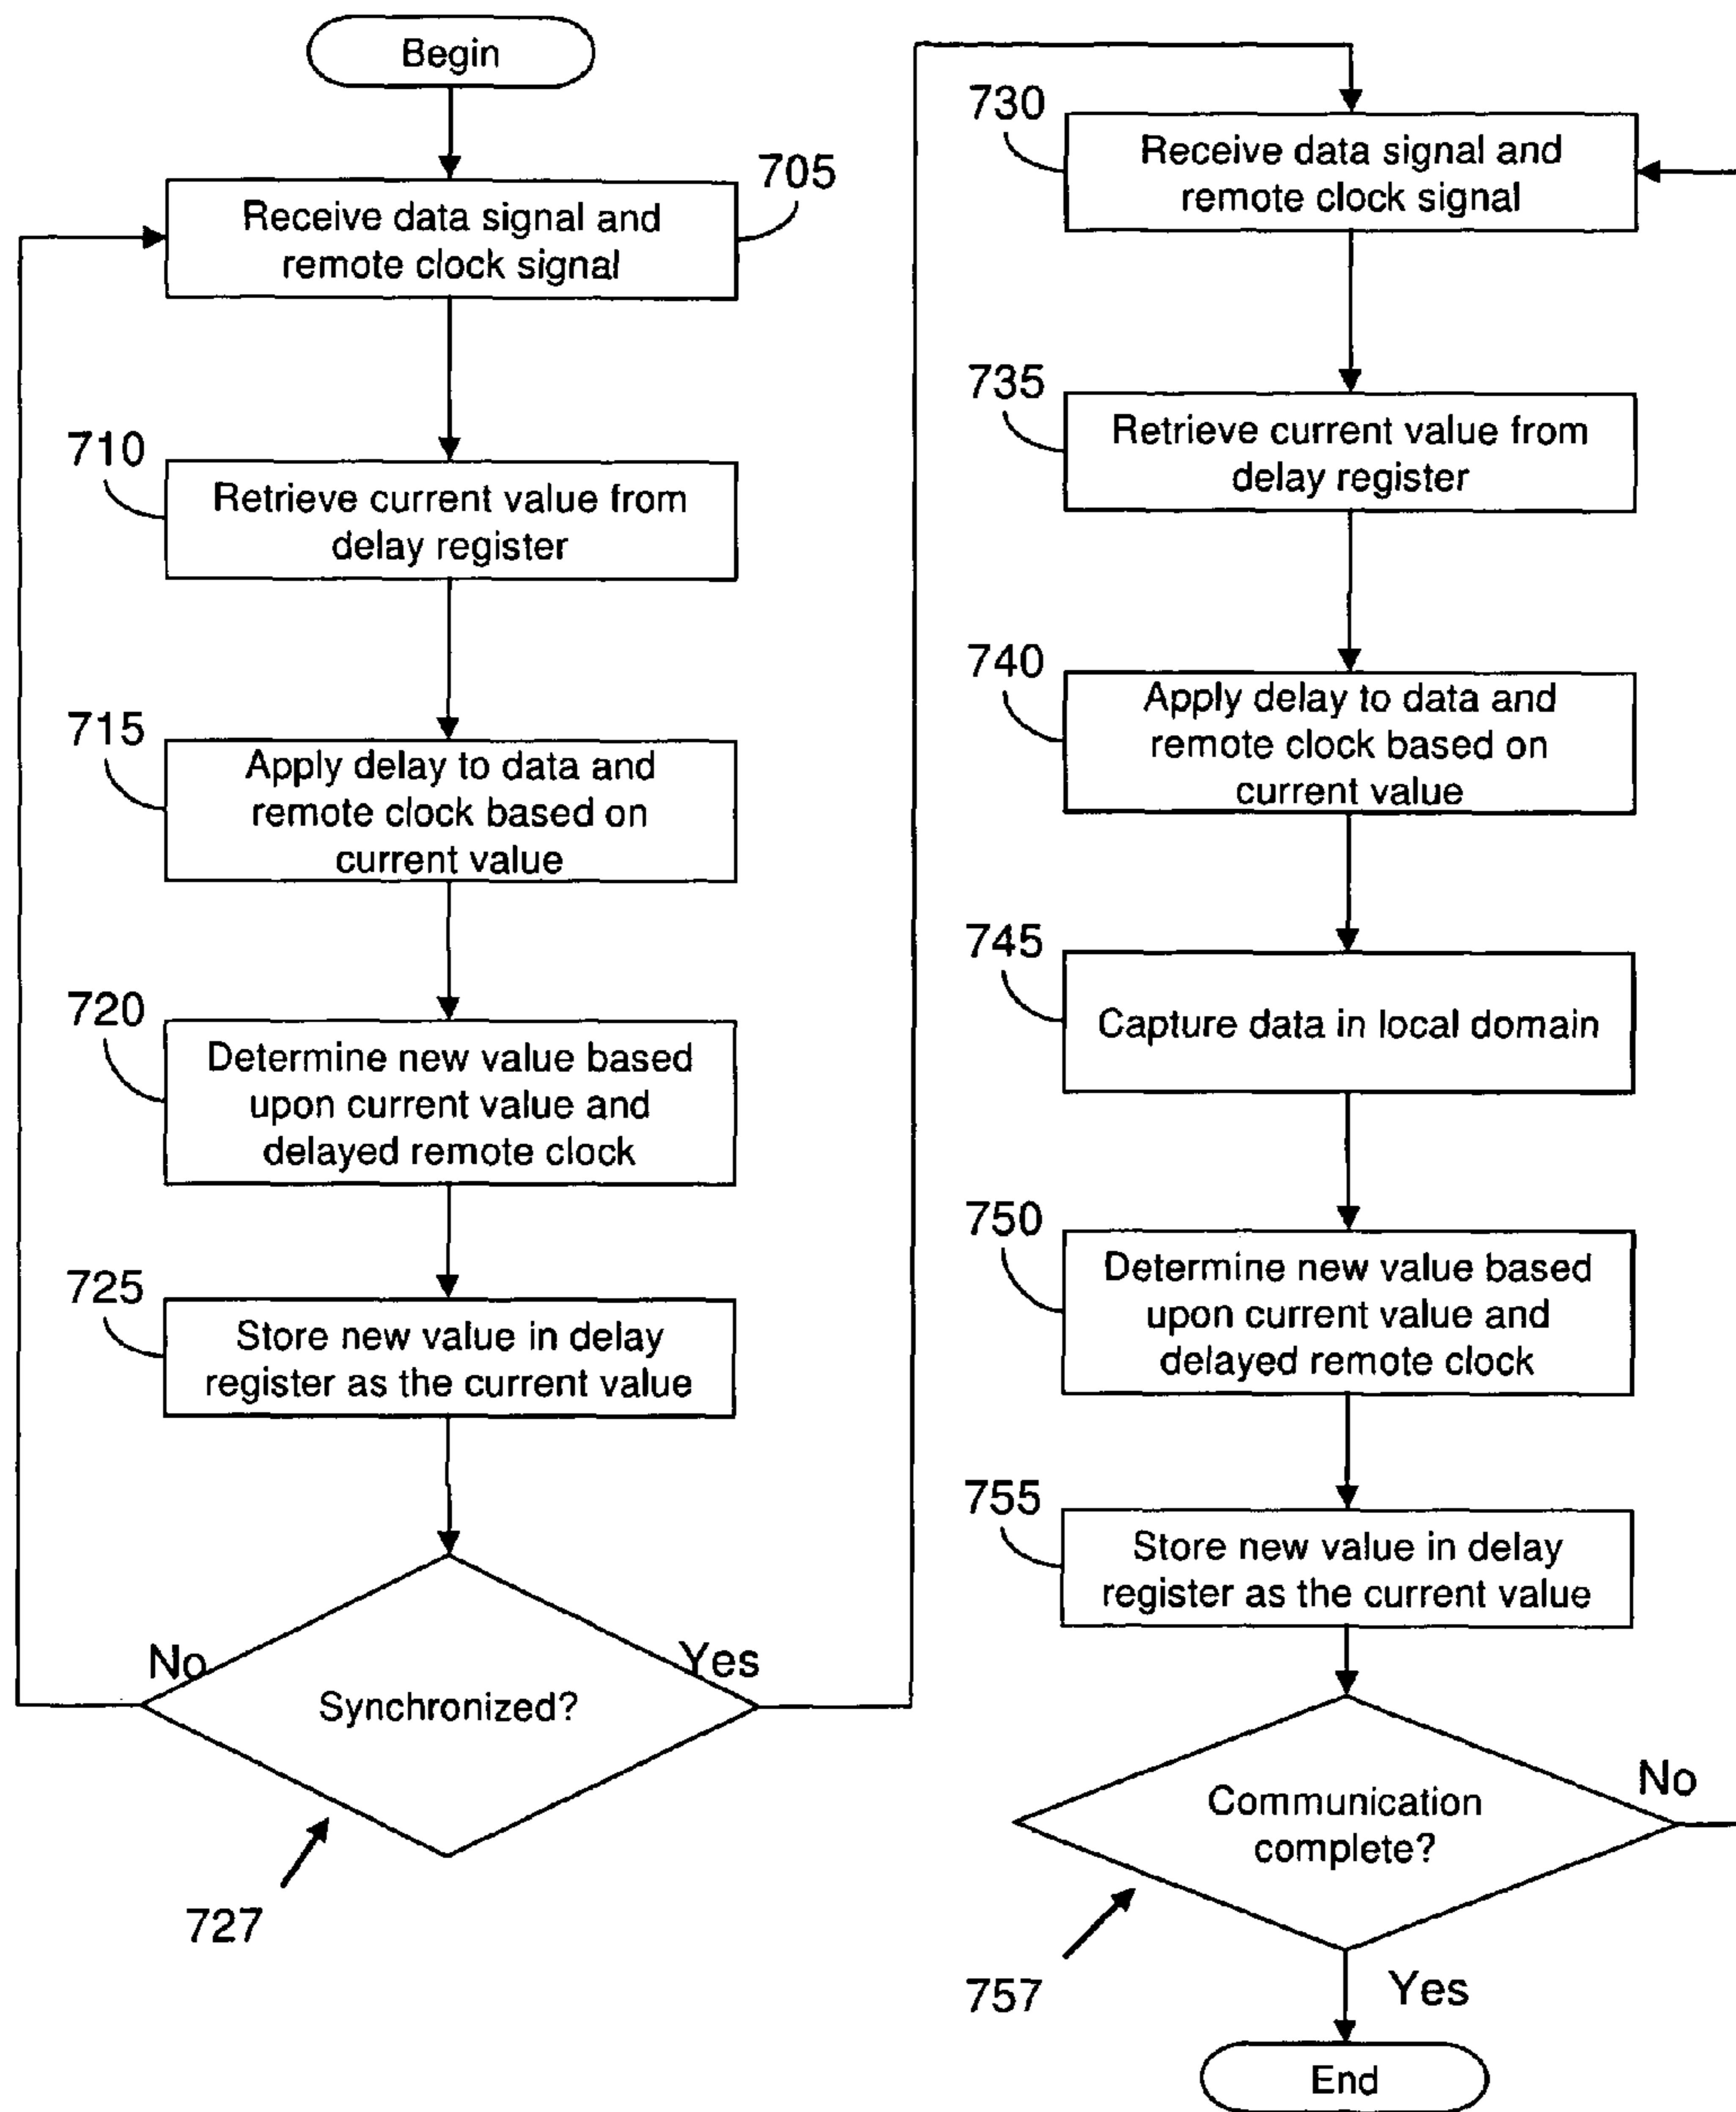 Begin
705
Receive data signal and
remote clock signal
710
Retrieve current value from
delay register
715
Apply delay to data and
remote clock based on
current value
720
Determine new value based
upon current value and
delayed remote clock
725
Store new value in delay
register as the current value
No
Yes
Synchronized?
727
730
Receive data signal and
remote clock signal
735
Retrieve current value from
delay register
740
Apply delay to data and
remote clock based on
current value
745
Capture data in local domain
750
Determine new value based
upon current value and
delayed remote clock
755
Store new value in delay
register as the current value
No
Communication
complete?
757
Yes
End